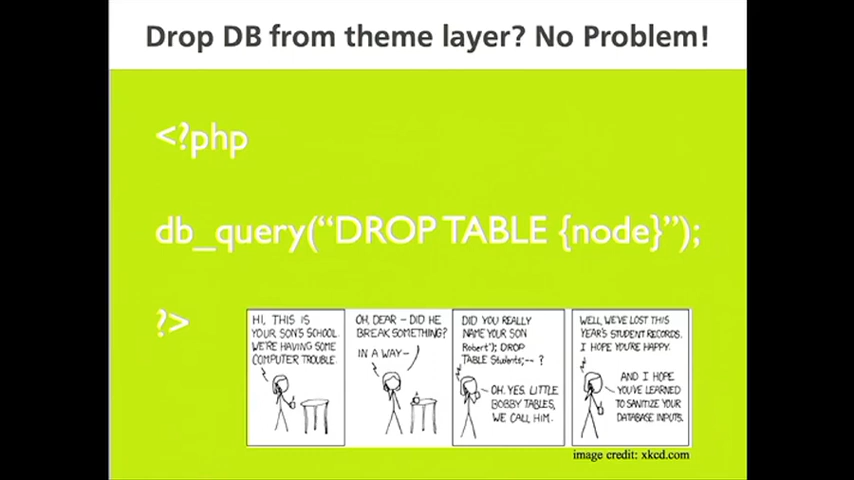 Drop DB from theme layer? No Problem!
<?php
db_query(“DROP TABLE {node}”);
?>
HI, THIS IS
YOUR SON'S SCHOOL.
WE'RE HAVING SOME
COMPUTER TROUBLE.
OH, DEAR – DID HE
BREAK SOMETHING?
IN A WAY–
DID YOU REALLY
NAME YOUR SON
Robert'); DROP
TABLE Students;-- ?
OH. YES. LITTLE
BOBBY TABLES,
WE CALL HIM.
WELL, WE'VE LOST THIS
YEAR'S STUDENT RECORDS.
I HOPE YOU'RE HAPPY.
AND I HOPE
YOU'VE LEARNED
TO SANITIZE YOUR
DATABASE INPUTS.
image credit: xkcd.com